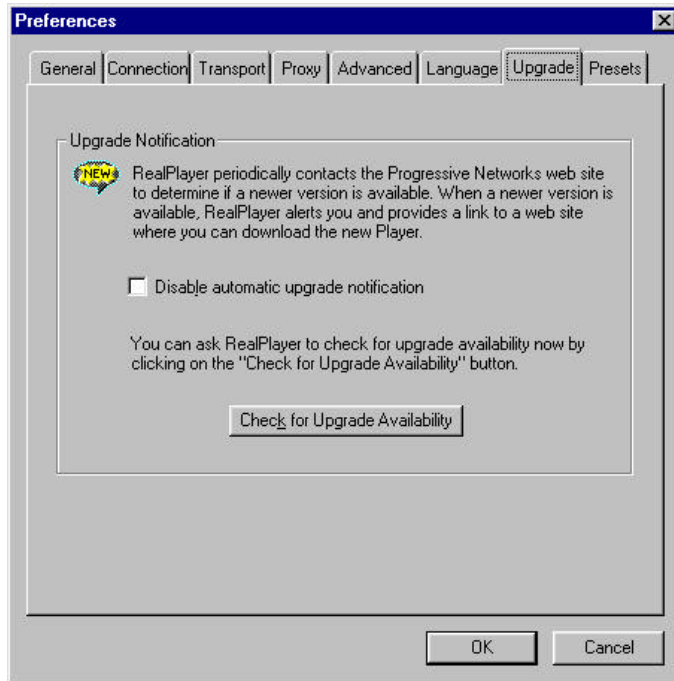 Preferences
General Connection Transport Proxy Advanced Language Upgrade Presets
Upgrade Notification
NEW
RealPlayer periodically contacts the Progressive Networks web site
to determine if a newer version is available. When a newer version is
available, RealPlayer alerts you and provides a link to a web site
where you can download the new Player.
Disable automatic upgrade notification
You can ask RealPlayer to check for upgrade availability now by
clicking on the "Check for Upgrade Availability" button.
Check for Upgrade Availability
OK Cancel